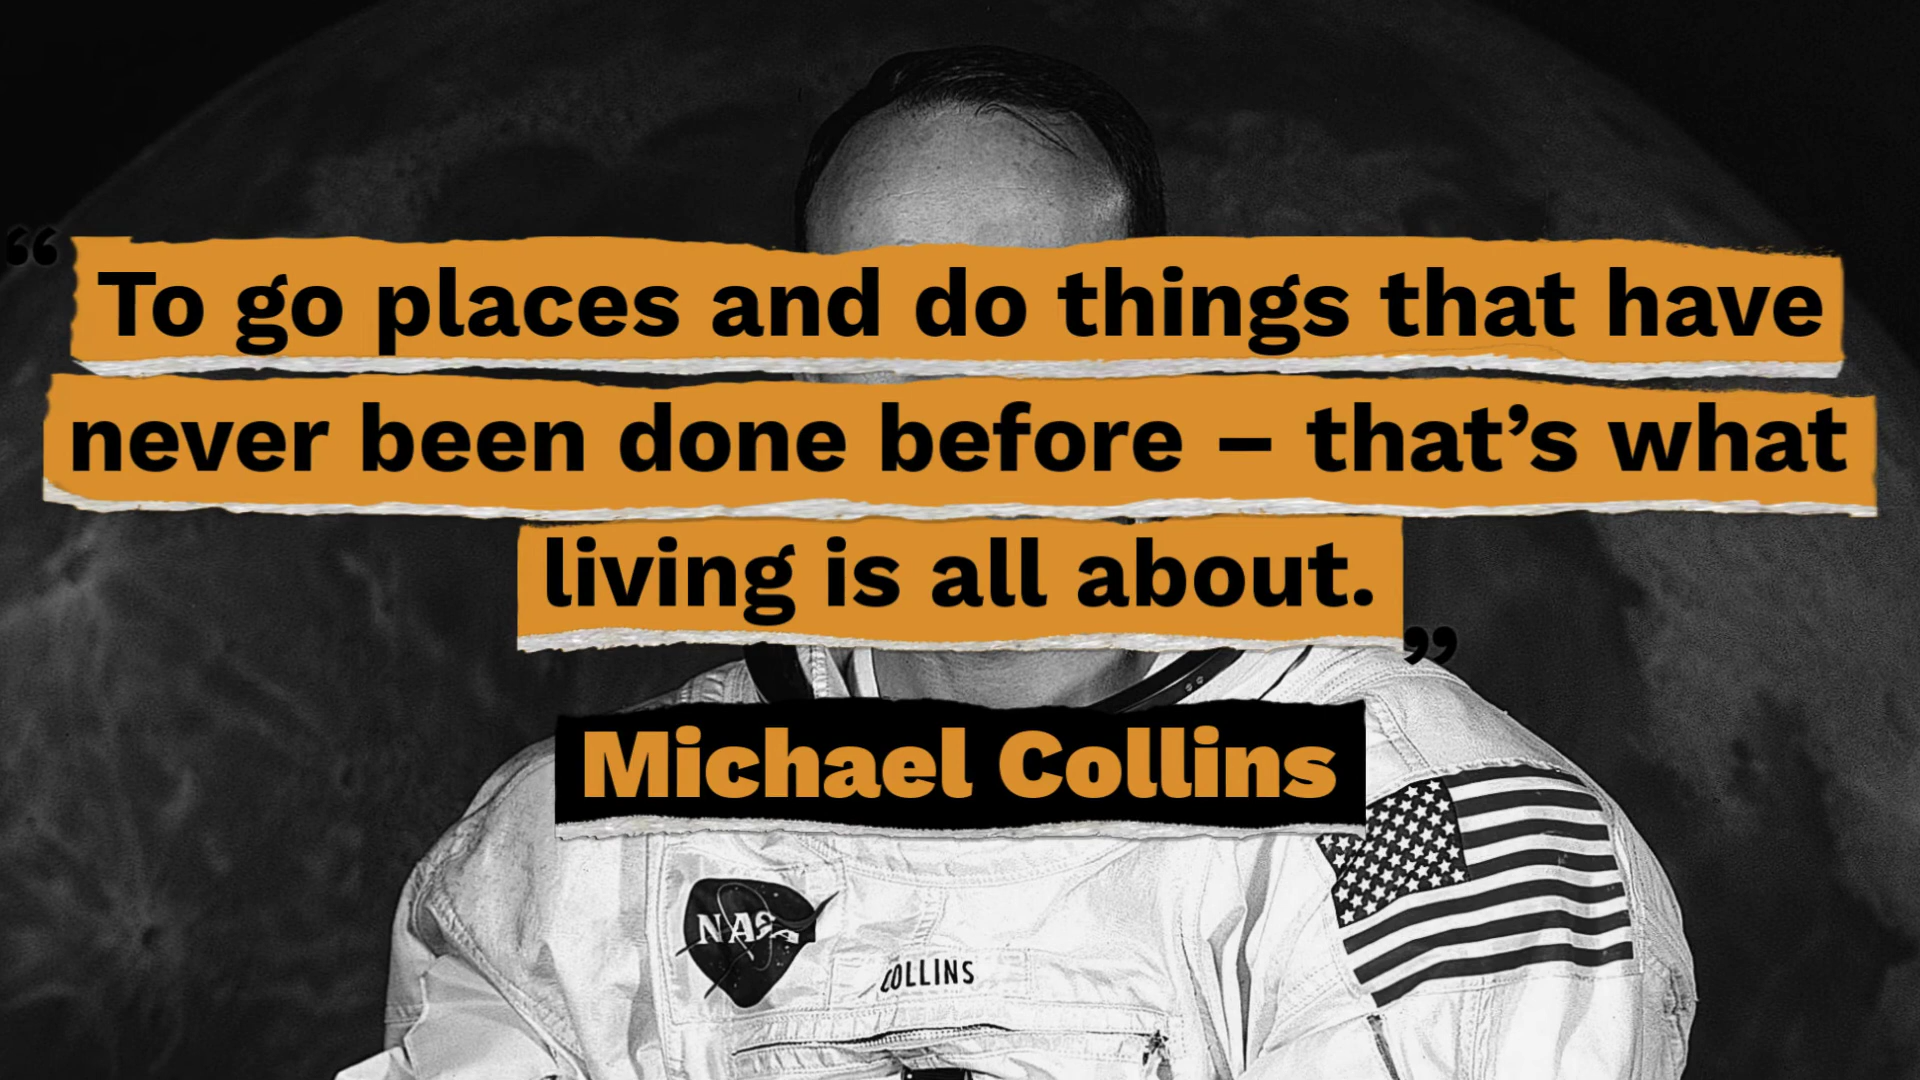 “To go places and do things that have
never been done before – that’s what
living is all about.”
Michael Collins
NASA
COLLINS